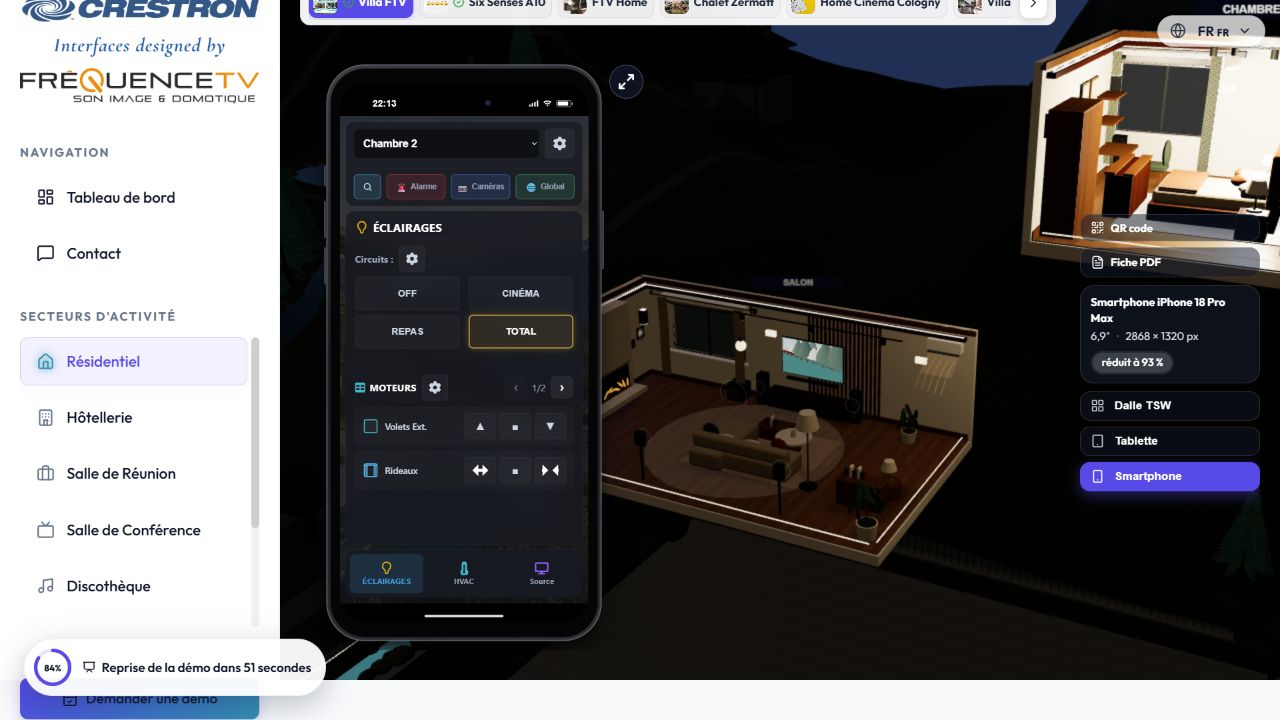 CRESTRON
Interfaces designed by
FRÉQUENCETV
SON IMAGE & DOMOTIQUE
NAVIGATION
Tableau de bord
Contact
SECTEURS D'ACTIVITÉ
Résidentiel
Hôtellerie
Salle de Réunion
Salle de Conférence
Discothèque
84%
Reprise de la démo dans 51 secondes
Demander une démo
Villa FTV
Six Senses A10
FTV Home
Chalet Zermatt
Home Cinema Cologny
Villa
CHAMBRE
FR FR
22:13
Chambre 2
Alarme
Caméras
Global
ÉCLAIRAGES
Circuits :
OFF
CINÉMA
REPAS
TOTAL
MOTEURS
1/2
Volets Ext.
Rideaux
ÉCLAIRAGES
HVAC
Source
SALON
QR code
Fiche PDF
Smartphone iPhone 18 Pro
Max
6,9" · 2868 × 1320 px
réduit à 93 %
Dalle TSW
Tablette
Smartphone